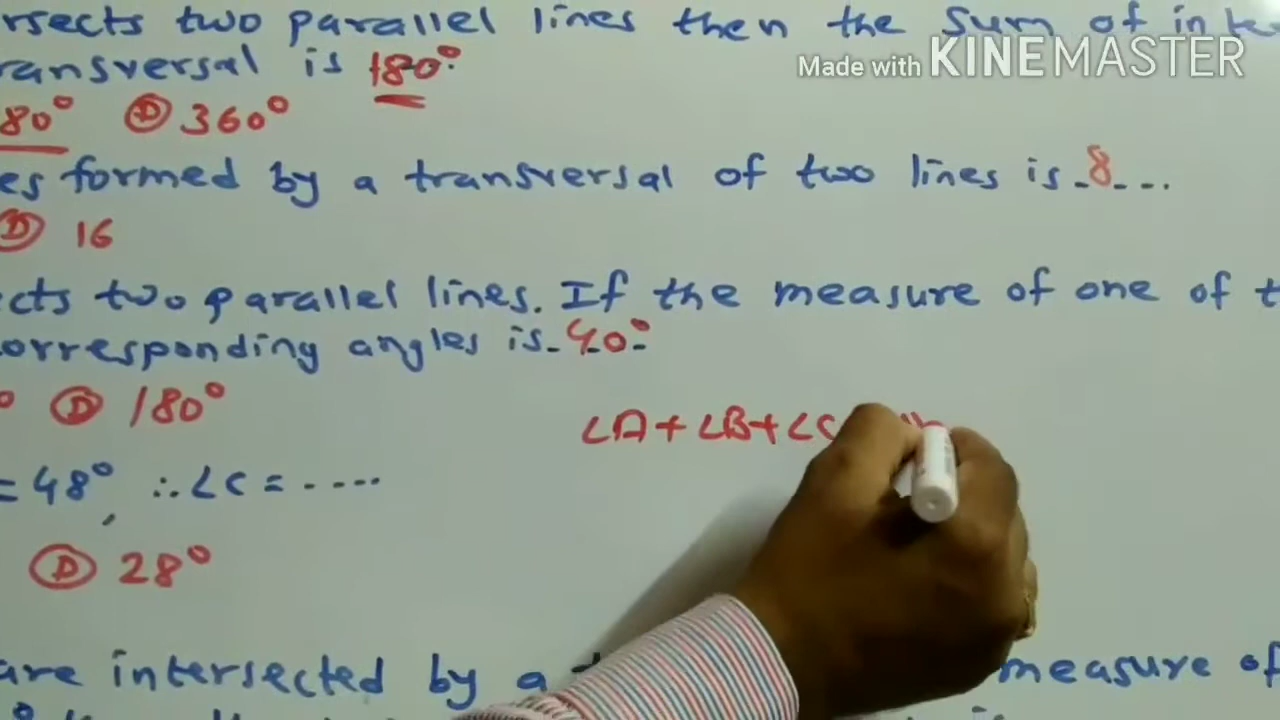 rsects two parallel lines then the Sum of inte
ransversal is 180°.
Made with KINEMASTER
80° Ⓓ 360°
es formed by a transversal of two lines is .8....
Ⓓ 16
cts two parallel lines. If the measure of one of t
orresponding angles is. 40°
° Ⓓ 180°
∠A + ∠B + ∠C
= 48°, ∴ ∠C = ....
Ⓓ 28°
are intersected by a measure of